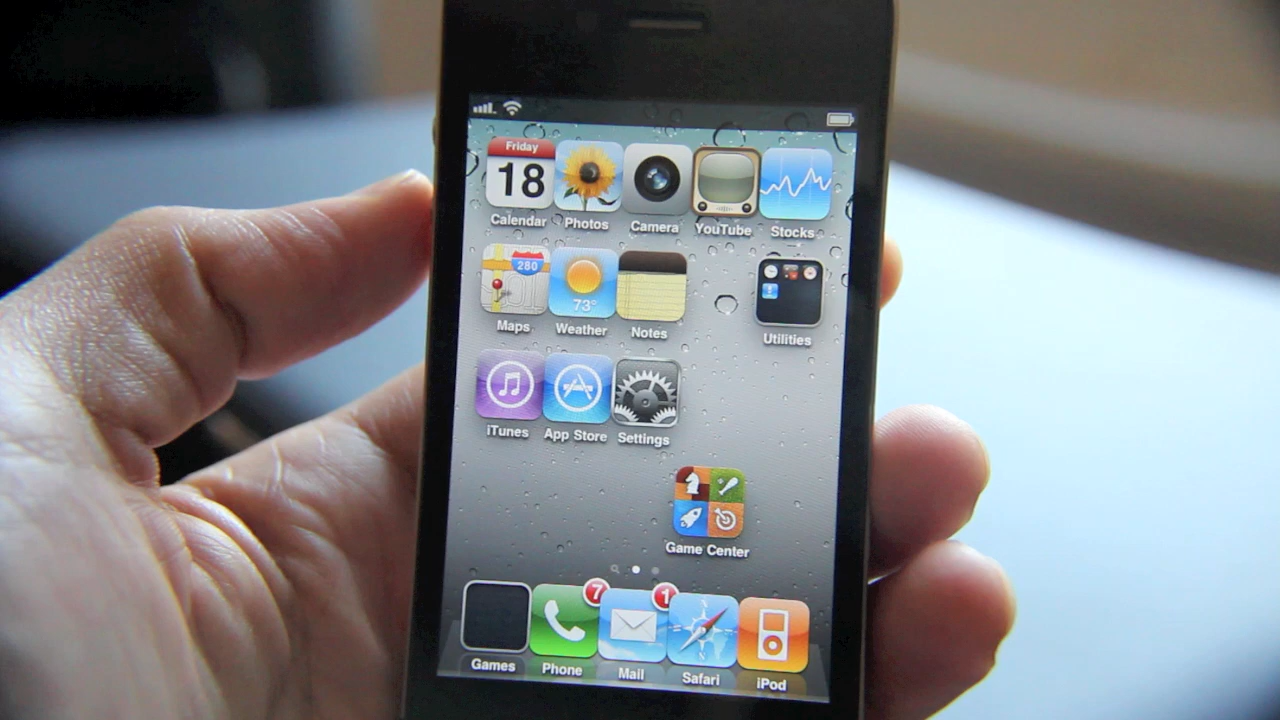 Friday
18
Calendar Photos Camera YouTube Stocks
280
73°
Maps Weather Notes Utilities
iTunes App Store Settings
Game Center
7 1
N
Games Phone Mail Safari iPod